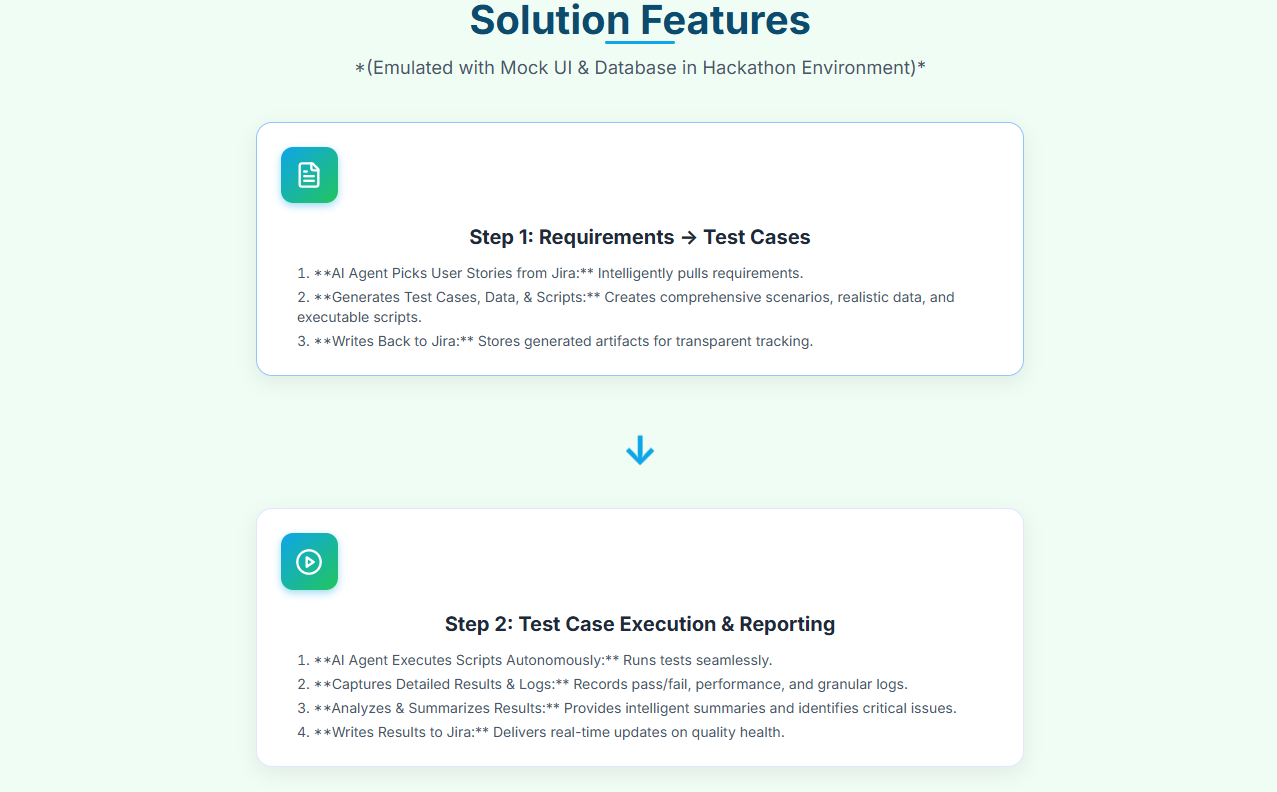 Solution Features
*(Emulated with Mock UI & Database in Hackathon Environment)*
Step 1: Requirements → Test Cases
1. **AI Agent Picks User Stories from Jira:** Intelligently pulls requirements.
2. **Generates Test Cases, Data, & Scripts:** Creates comprehensive scenarios, realistic data, and
executable scripts.
3. **Writes Back to Jira:** Stores generated artifacts for transparent tracking.
Step 2: Test Case Execution & Reporting
1. **AI Agent Executes Scripts Autonomously:** Runs tests seamlessly.
2. **Captures Detailed Results & Logs:** Records pass/fail, performance, and granular logs.
3. **Analyzes & Summarizes Results:** Provides intelligent summaries and identifies critical issues.
4. **Writes Results to Jira:** Delivers real-time updates on quality health.